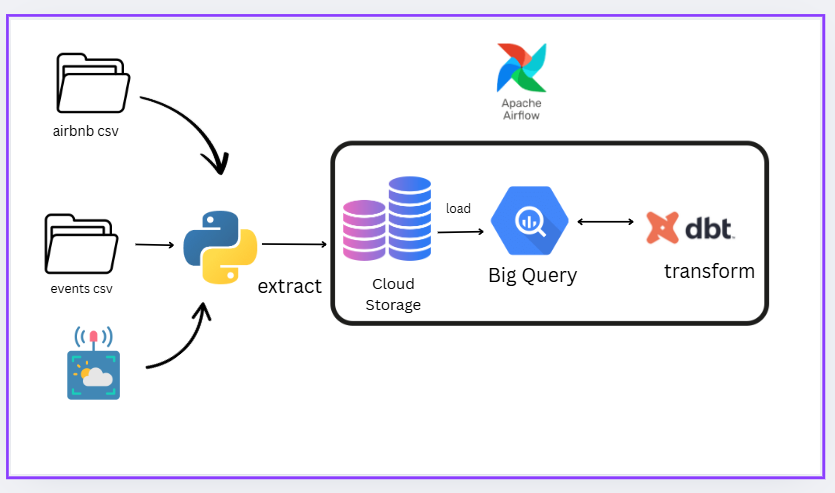 Apache
Airflow
airbnb csv
load
dbt
events csv
extract
Cloud
Storage
Big Query
transform